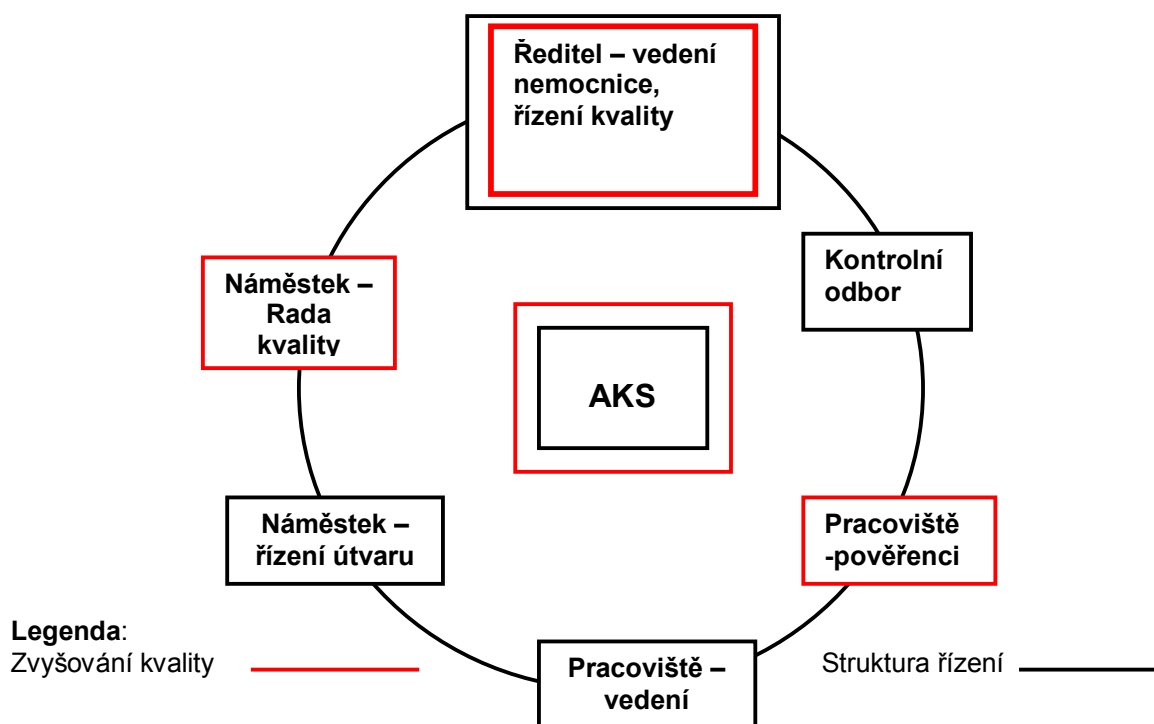 Ředitel – vedení
nemocnice,
řízení kvality
Kontrolní
odbor
Náměstek –
Rada
kvality
AKS
Náměstek –
řízení útvaru
Pracoviště
-pověřenci
Pracoviště –
vedení
Legenda:
Zvyšování kvality
Struktura řízení